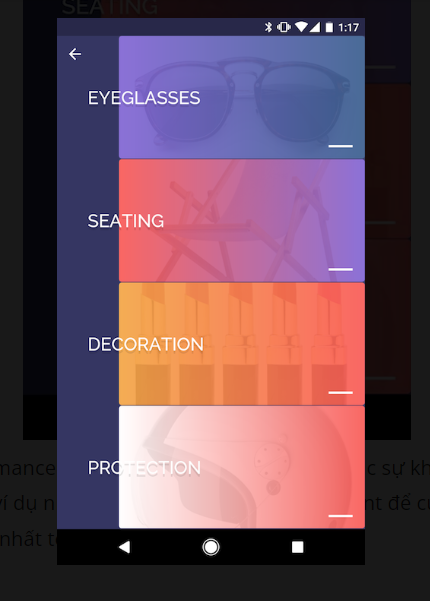 SEATING
1:17
EYEGLASSES
SEATING
DECORATION
PROTECTION
mance
c sự kh
ví dụ n
nt để c
nhất t